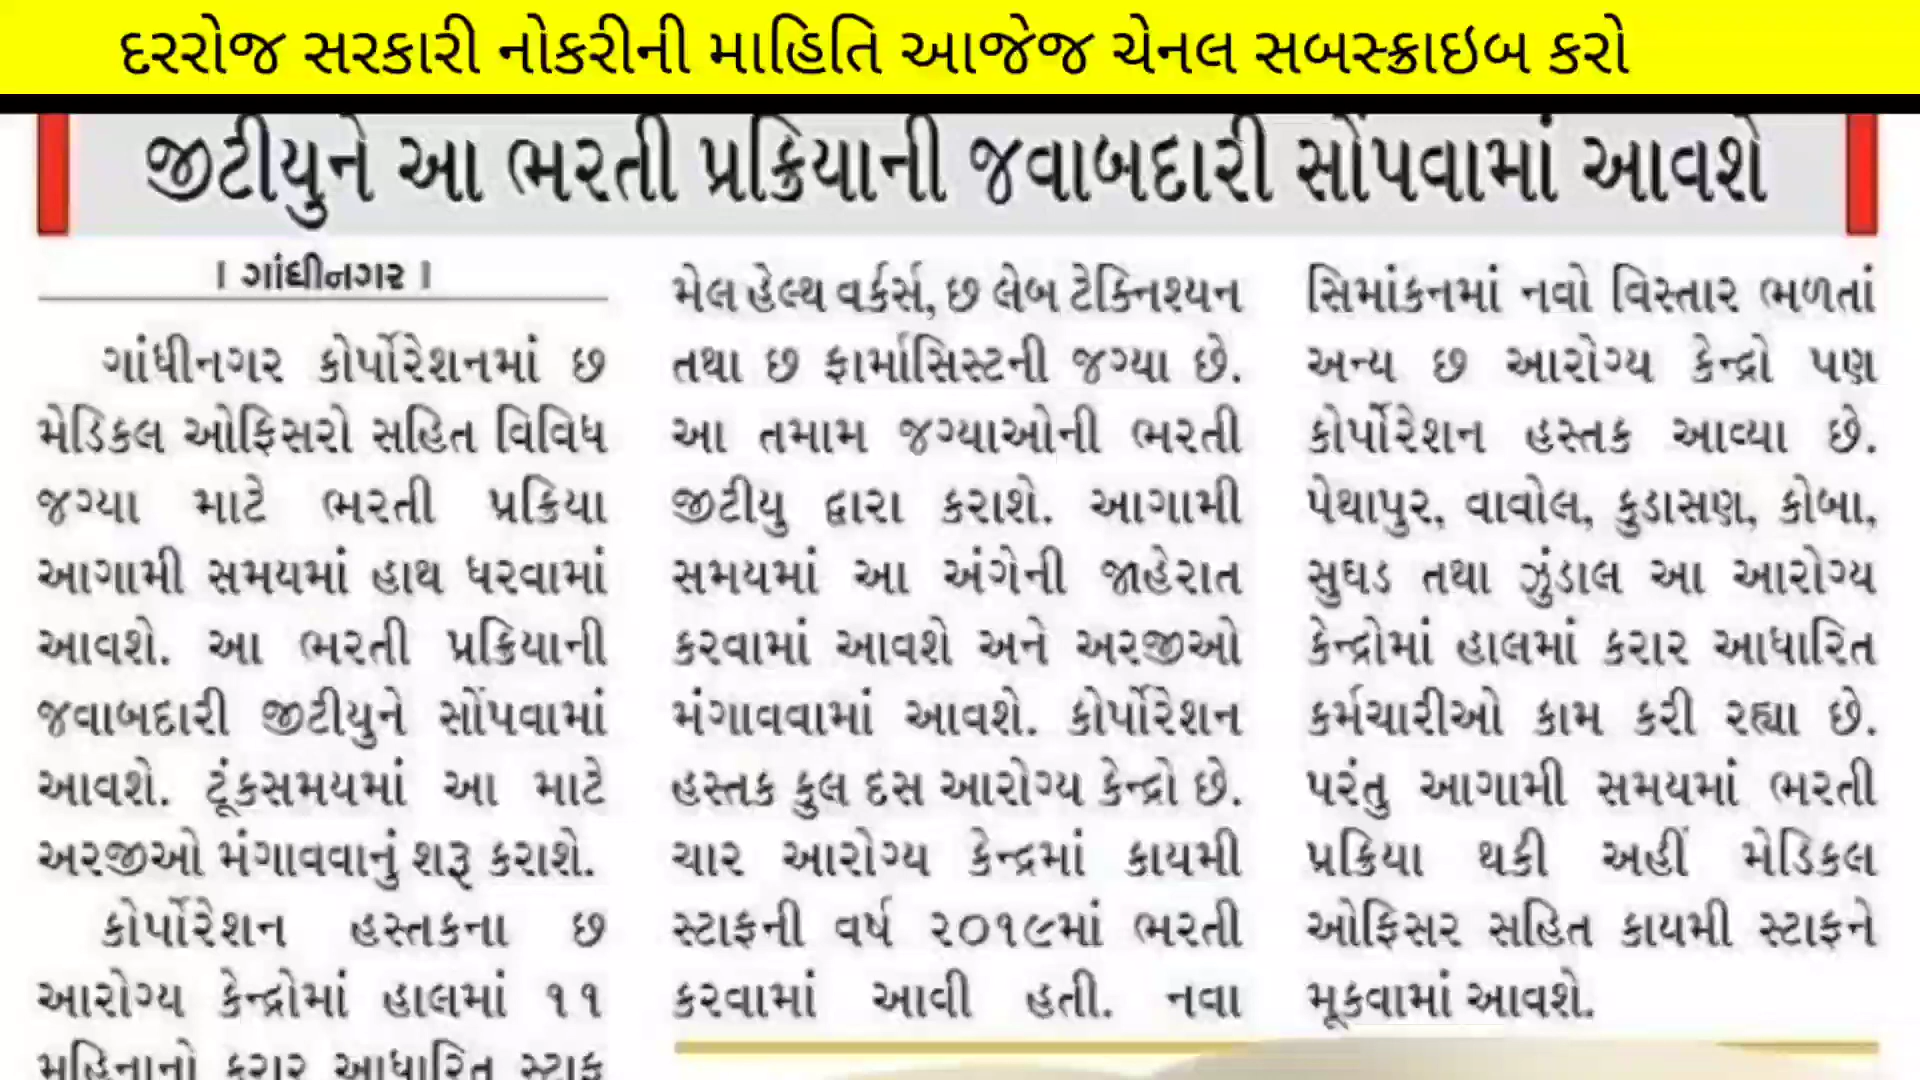 દરરોજ સરકારી નોકરીની માહિતિ આજેજ ચેનલ સબસ્ક્રાઇબ કરો
જીટીયુને આ ભરતી પ્રક્રિયાની જવાબદારી સોંપવામાં આવશે
। ગાંધીનગર ।
ગાંધીનગર કોર્પોરેશનમાં છ
મેડિકલ ઓફિસરો સહિત વિવિધ
જગ્યા માટે ભરતી પ્રક્રિયા
આગામી સમયમાં હાથ ધરવામાં
આવશે. આ ભરતી પ્રક્રિયાની
જવાબદારી જીટીયુને સોંપવામાં
આવશે. ટૂંકસમયમાં આ માટે
અરજીઓ મંગાવવાનું શરૂ કરાશે.
કોર્પોરેશન હસ્તકના છ
આરોગ્ય કેન્દ્રોમાં હાલમાં ૧૧
મહિનાનો કરાર આધારિત સ્ટાફ
મેલ હેલ્થ વર્કર્સ, છ લેબ ટેક્નિશ્યન
તથા છ ફાર્માસિસ્ટની જગ્યા છે.
આ તમામ જગ્યાઓની ભરતી
જીટીયુ દ્વારા કરાશે. આગામી
સમયમાં આ અંગેની જાહેરાત
કરવામાં આવશે અને અરજીઓ
મંગાવવામાં આવશે. કોર્પોરેશન
હસ્તક કુલ દસ આરોગ્ય કેન્દ્રો છે.
ચાર આરોગ્ય કેન્દ્રમાં કાયમી
સ્ટાફની વર્ષ ૨૦૧૯માં ભરતી
કરવામાં આવી હતી. નવા
સિમાંકનમાં નવો વિસ્તાર ભળતાં
અન્ય છ આરોગ્ય કેન્દ્રો પણ
કોર્પોરેશન હસ્તક આવ્યા છે.
પેથાપુર, વાવોલ, કુડાસણ, કોબા,
સુઘડ તથા ઝુંડાલ આ આરોગ્ય
કેન્દ્રોમાં હાલમાં કરાર આધારિત
કર્મચારીઓ કામ કરી રહ્યા છે.
પરંતુ આગામી સમયમાં ભરતી
પ્રક્રિયા થકી અહીં મેડિકલ
ઓફિસર સહિત કાયમી સ્ટાફને
મૂકવામાં આવશે.